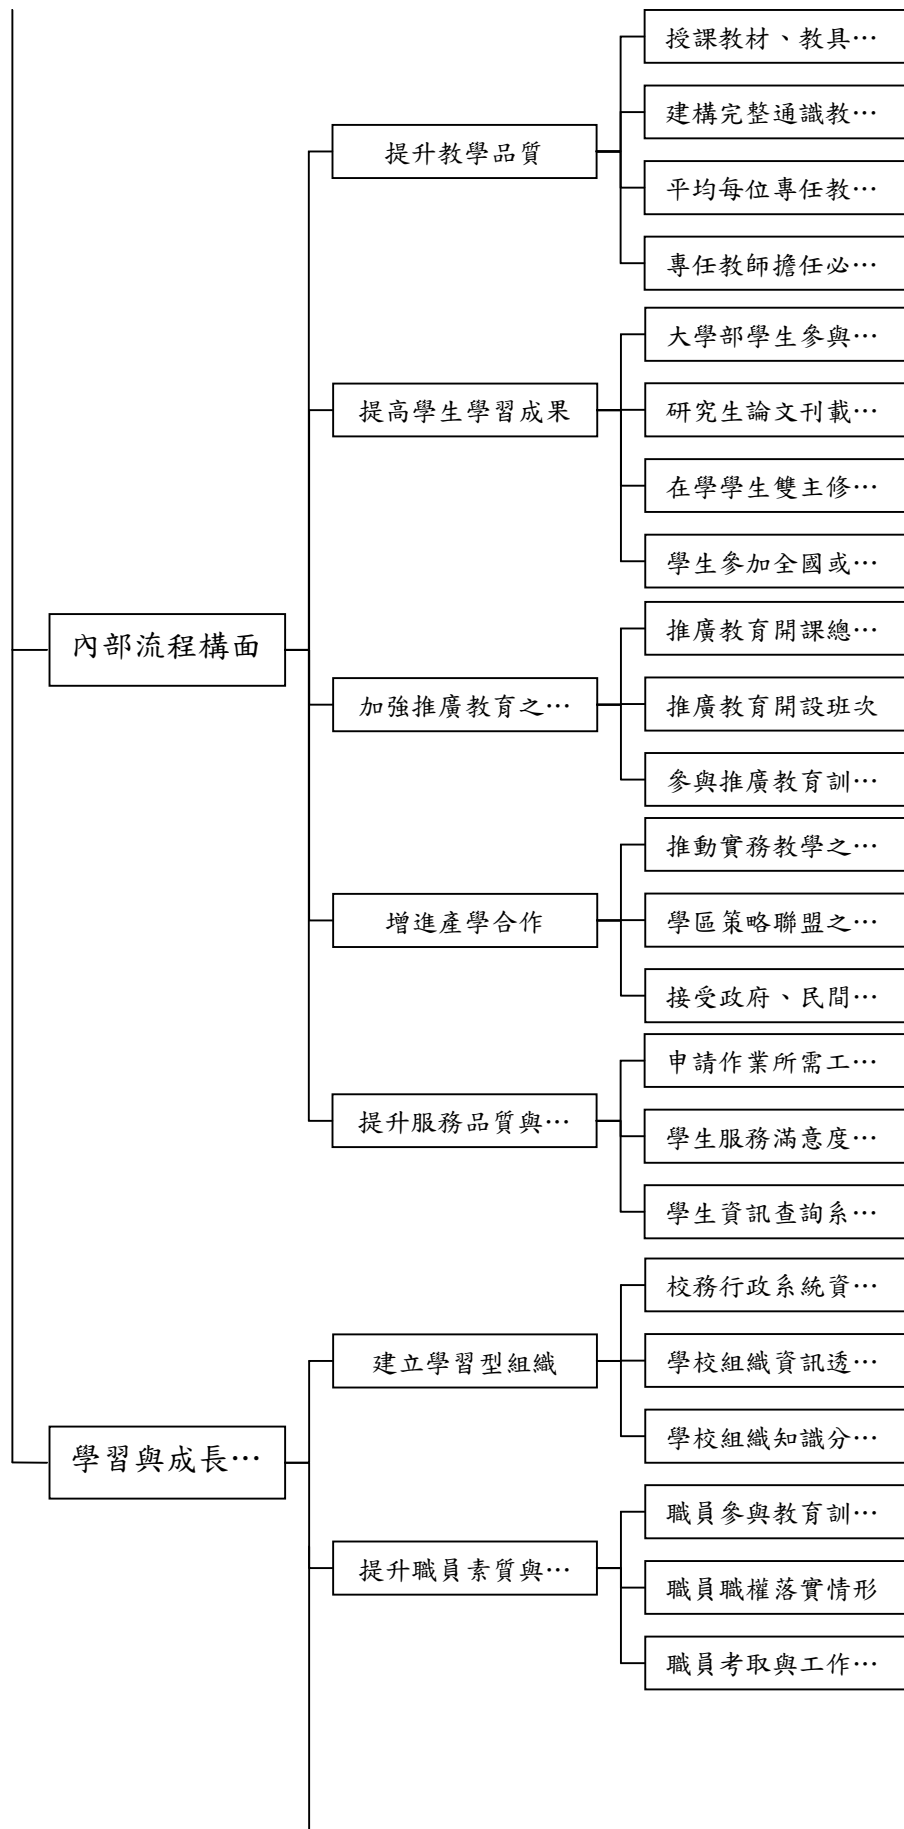 授課教材、教具…
建構完整通識教…
提升教學品質
平均每位專任教…
專任教師擔任必…
大學部學生參與…
研究生論文刊載…
提高學生學習成果
在學學生雙主修…
學生參加全國或…
推廣教育開課總…
內部流程構面
加強推廣教育之…
推廣教育開設班次
參與推廣教育訓…
推動實務教學之…
增進產學合作
學區策略聯盟之…
接受政府、民間…
申請作業所需工…
提升服務品質與…
學生服務滿意度…
學生資訊查詢系…
校務行政系統資…
建立學習型組織
學校組織資訊透…
學校組織知識分…
學習與成長…
職員參與教育訓…
提升職員素質與…
職員職權落實情形
職員考取與工作…